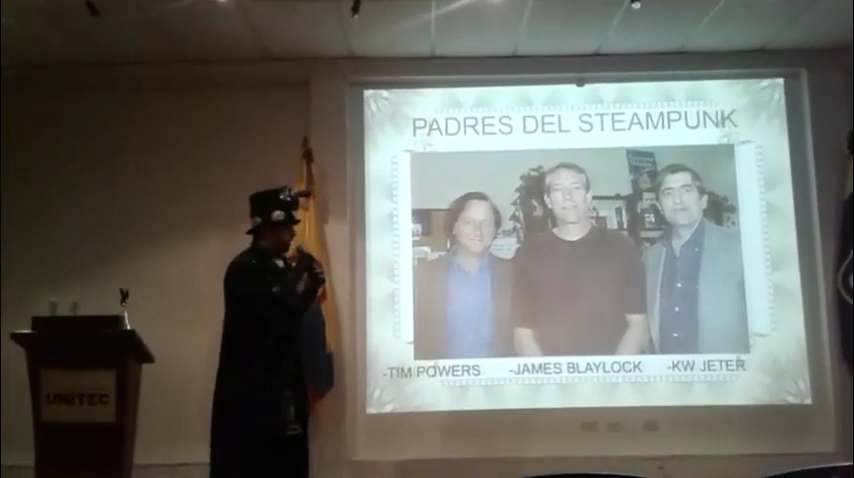 PADRES DEL STEAMPUNK
-TIM POWERS -JAMES BLAYLOCK -KW JETER
UNITEC